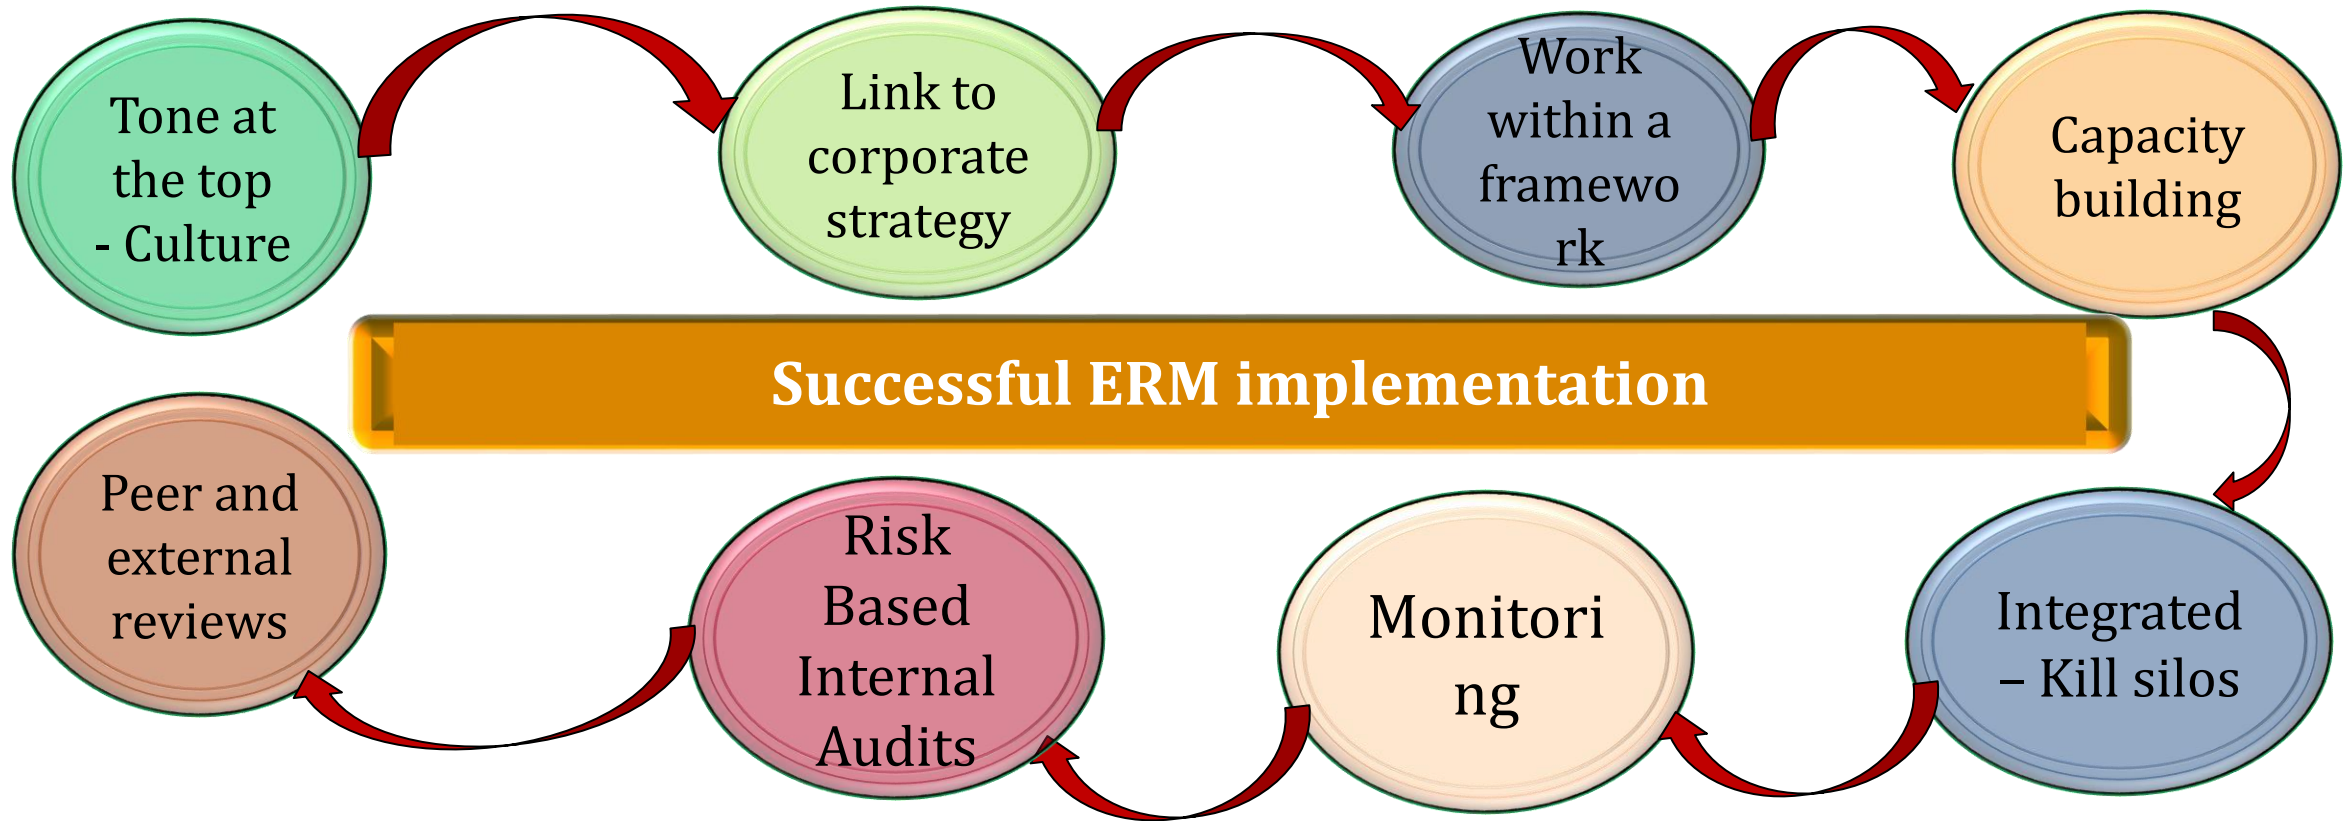 Tone at
the top
- Culture
Link to
corporate
strategy
Work
within a
framewo
rk
Capacity
building
Successful ERM implementation
Peer and
external
reviews
Risk
Based
Internal
Audits
Monitori
ng
Integrated
– Kill silos